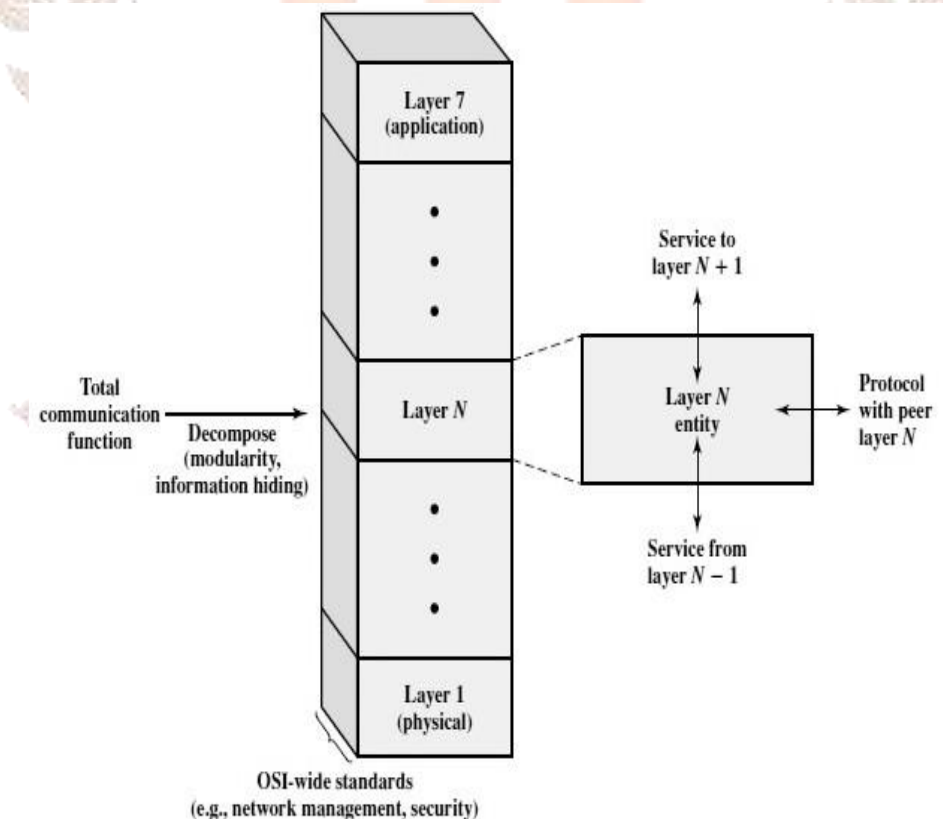 Layer 7
(application)
Service to
layer N + 1
Total
communication
function
Decompose
(modularity,
information hiding)
Layer N
Layer N
entity
Protocol
with peer
layer N
Service from
layer N − 1
Layer 1
(physical)
OSI-wide standards
(e.g., network management, security)